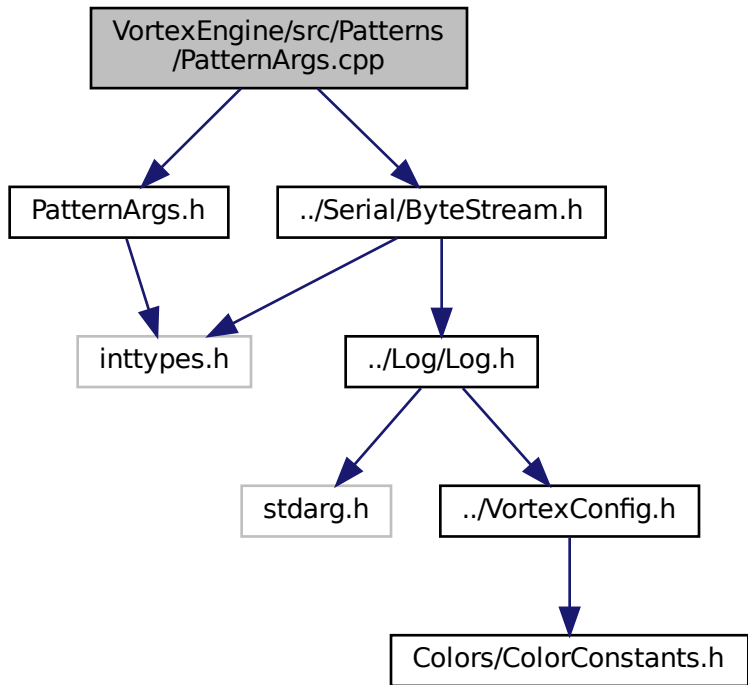 VortexEngine/src/Patterns
/PatternArgs.cpp
PatternArgs.h
../Serial/ByteStream.h
inttypes.h
../Log/Log.h
stdarg.h
../VortexConfig.h
Colors/ColorConstants.h